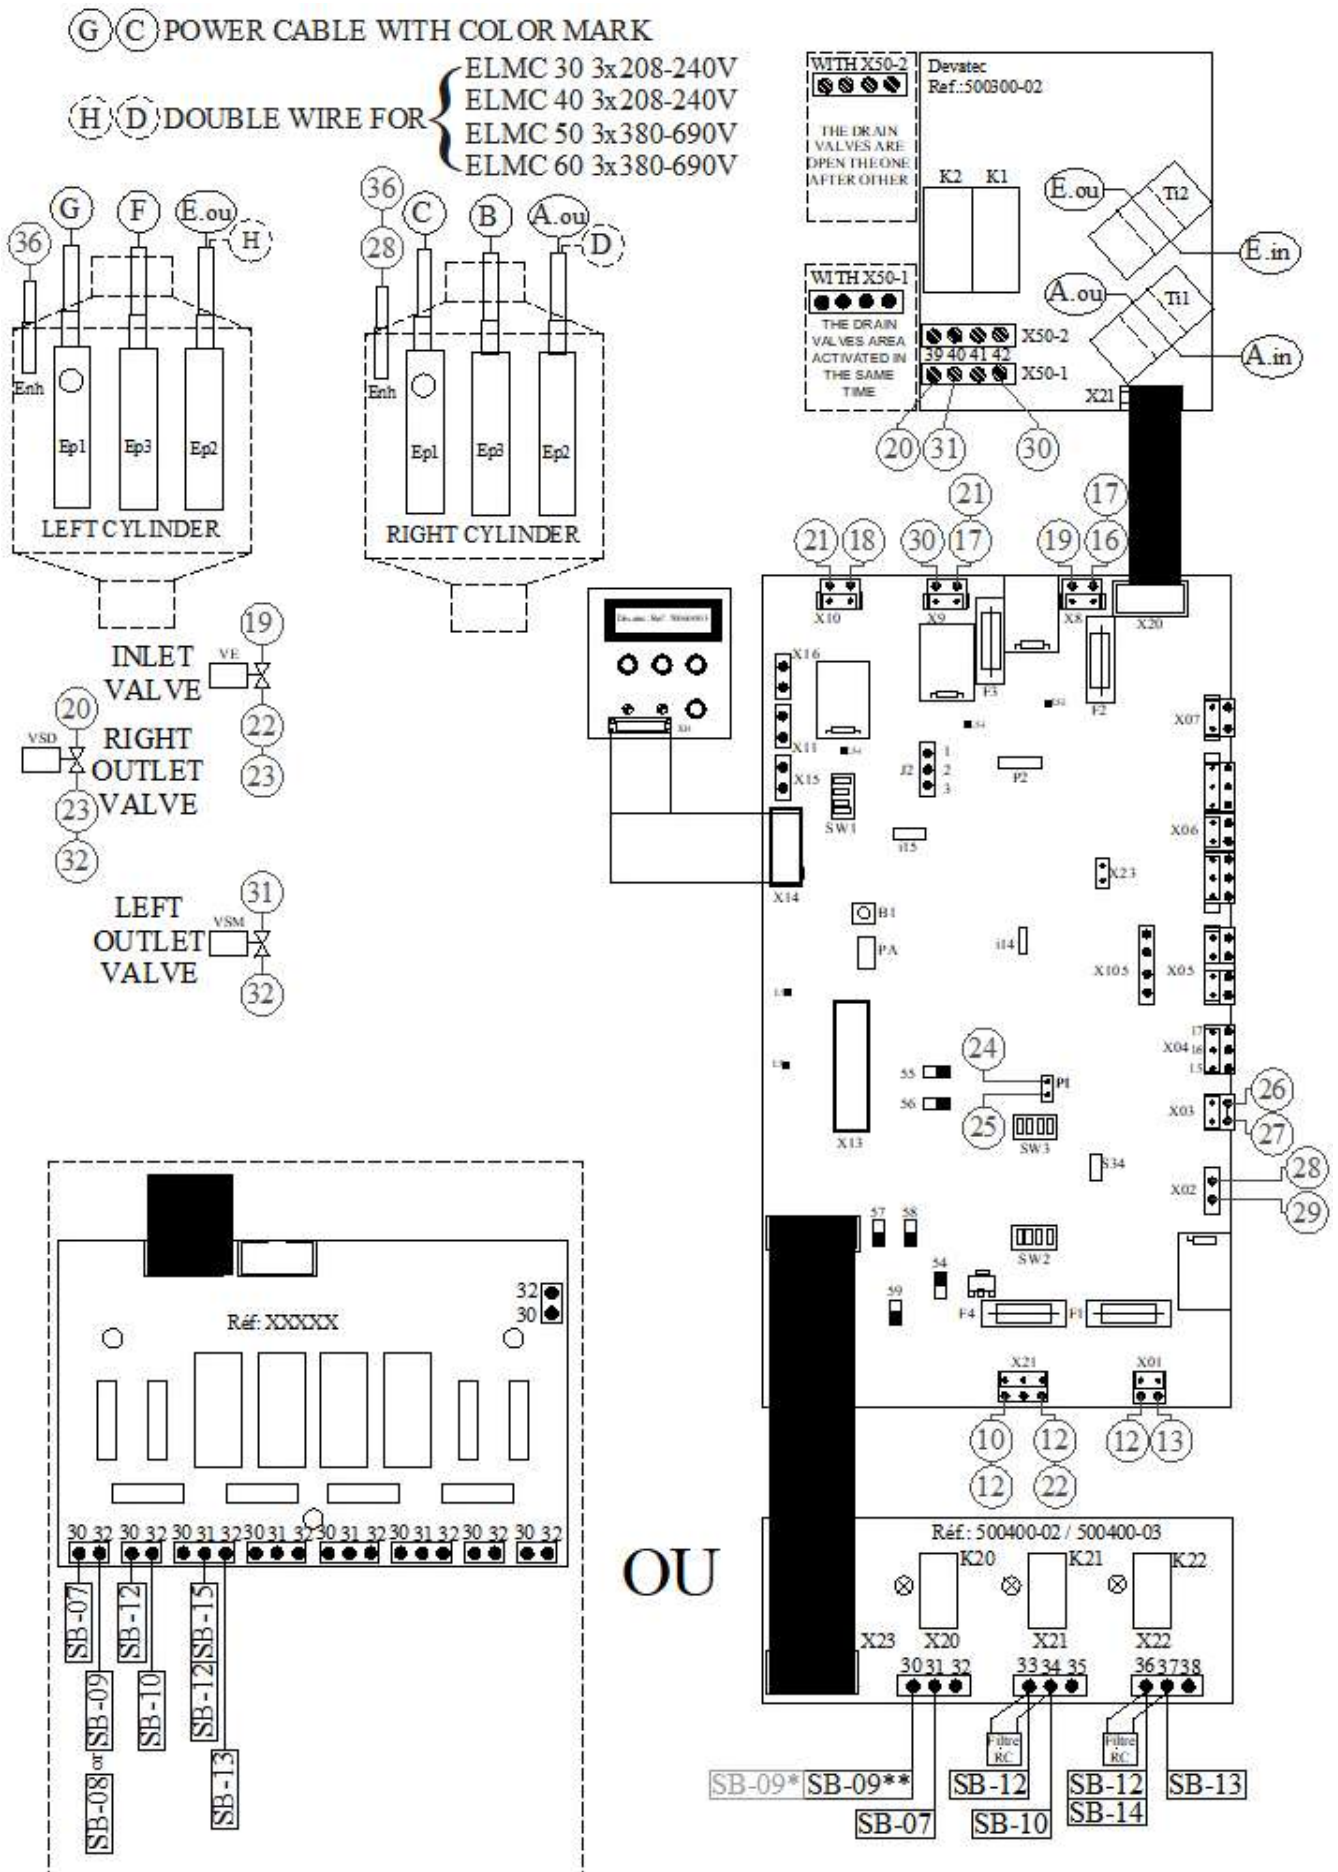 G C POWER CABLE WITH COLOR MARK
H D DOUBLE WIRE FOR
ELMC 30 3x208-240V
ELMC 40 3x208-240V
ELMC 50 3x380-690V
ELMC 60 3x380-690V
36 G F E.ou H
Enh Ep1 Ep3 Ep2
LEFT CYLINDER
36 28 C B A.ou D
Enh Ep1 Ep3 Ep2
RIGHT CYLINDER
WITH X50-2
THE DRAIN
VALVES ARE
OPEN THE ONE
AFTER OTHER
WITH X50-1
THE DRAIN
VALVES AREA
ACTIVATED IN
THE SAME
TIME
Devatec
Ref.:500300-02
K2 K1
E.ou Ti2 E.in
A.ou Ti1 A.in
X50-2
39 40 41 42
X50-1
X21
20 31 30
INLET
VALVE
VE
19
22
23
RIGHT
OUTLET
VALVE
VSD
20
23
32
LEFT
OUTLET
VALVE
VSM
31
32
21 17
21 18 30 17 19 16
X10 X9 X8 X20
X16 F3 F2
X11 X07
X15 J2 1 2 3 P2
SW1 i15 X06
X14 X23
B1
PA i14 X105 X05
24 17
X04 16
15
55 P1 26
56 25 X03 27
X13 SW3
S34 28
X02 29
57 58 SW2
54
59 F4 F1
X21 X01
10 12 12 13
12 22
Réf: XXXXX
32
30
30 32 30 32 30 31 32 30 31 32 30 31 32 30 31 32 30 32 30 32
SB-07
SB-08 or SB-09
SB-12
SB-10
SB-12 SB-15
SB-13
OU
Réf.: 500400-02 / 500400-03
K20 K21 K22
X23 X20 X21 X22
30 31 32 33 34 35 36 37 38
Filtre RC Filtre RC
SB-09* SB-09** SB-12 SB-12 SB-13
SB-07 SB-10 SB-14